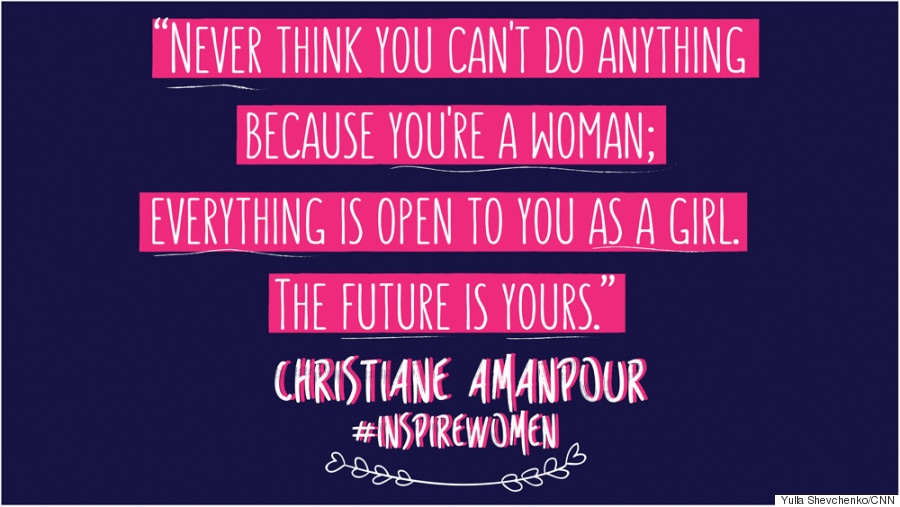 “NEVER THINK YOU CAN'T DO ANYTHING
BECAUSE YOU'RE A WOMAN;
EVERYTHING IS OPEN TO YOU AS A GIRL.
THE FUTURE IS YOURS.”
CHRISTIANE AMANPOUR
#INSPIREWOMEN
Yulla Shevchenko/CNN